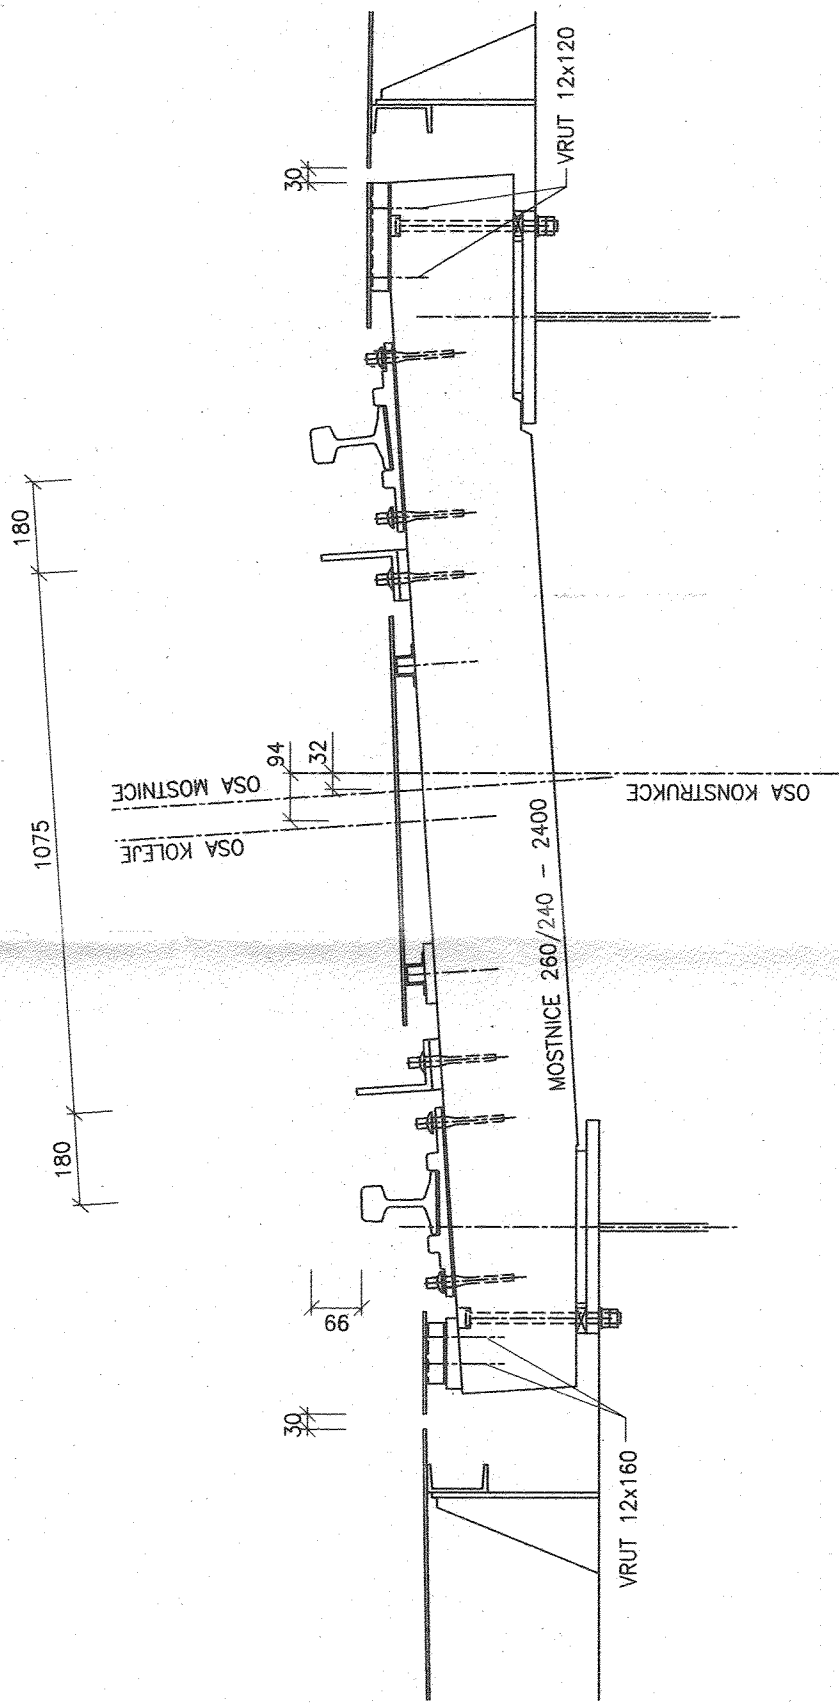 180
1075
180
30
66
30
94
32
OSA KOLEJE
OSA MOSTNICE
OSA KONSTRUKCE
MOSTNICE 260/240 - 2400
VRUT 12x160
VRUT 12x120